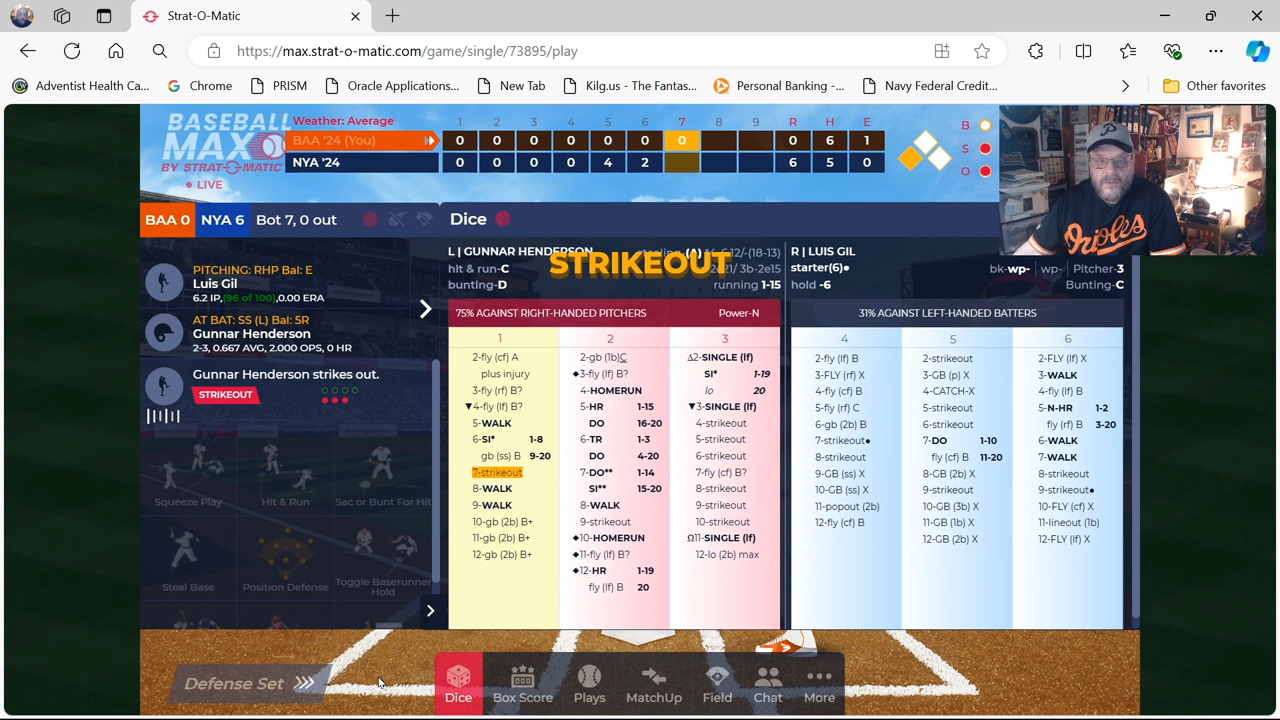 Strat-O-Matic
https://max.strat-o-matic.com/game/single/73895/play
Adventist Health Ca...
Chrome
PRISM
Oracle Applications...
New Tab
Kilg.us - The Fantas...
Personal Banking -...
Navy Federal Credit...
Other favorites
BASEBALL
MAX
BY STRAT-O-MATIC
LIVE
Weather: Average
1 2 3 4 5 6 7 8 9 R H E
BAA '24 (You) 0 0 0 0 0 0 0 0 6 1
NYA '24 0 0 0 0 4 2 6 5 0
B
S
O
Orioles
BAA 0 NYA 6 Bot 7, 0 out
Dice
PITCHING: RHP Bal: E
Luis Gil
6.2 IP,(96 of 100),0.00 ERA
AT BAT: SS (L) Bal: 5R
Gunnar Henderson
2-3, 0.667 AVG, 2.000 OPS, 0 HR
Gunnar Henderson strikes out.
STRIKEOUT
Squeeze Play
Hit & Run
Sac or Bunt For Hit
Steal Base
Position Defense
Toggle Baserunner Hold
L | GUNNAR HENDERSON
(18-13)
hit & run-C
3b-2e15
bunting-D
running 1-15
STRIKEOUT
75% AGAINST RIGHT-HANDED PITCHERS Power-N
1
2-fly (cf) A
plus injury
3-fly (rf) B?
▼4-fly (lf) B?
5-WALK
6-SI* 1-8
gb (ss) B 9-20
7-strikeout
8-WALK
9-WALK
10-gb (2b) B+
11-gb (2b) B+
12-gb (2b) B+
2
2-gb (1b)C
◆3-fly (lf) B?
4-HOMERUN
5-HR 1-15
DO 16-20
6-TR 1-3
DO 4-20
7-DO** 1-14
SI** 15-20
8-WALK
9-strikeout
◆10-HOMERUN
◆11-fly (lf) B?
◆12-HR 1-19
fly (lf) B 20
3
Δ2-SINGLE (lf)
SI* 1-19
lo 20
▼3-SINGLE (lf)
4-strikeout
5-strikeout
6-strikeout
7-fly (cf) B?
8-strikeout
9-strikeout
10-strikeout
Ω11-SINGLE (lf)
12-lo (2b) max
R | LUIS GIL
starter(6)●
bk-wp- wp- Pitcher-3
hold -6
Bunting-C
31% AGAINST LEFT-HANDED BATTERS
4
2-fly (lf) B
3-FLY (rf) X
4-fly (cf) B
5-fly (rf) C
6-gb (2b) B
7-strikeout●
8-strikeout
9-GB (ss) X
10-GB (ss) X
11-popout (2b)
12-fly (cf) B
5
2-strikeout
3-GB (p) X
4-CATCH-X
5-strikeout
6-strikeout
7-DO 1-10
fly (cf) B 11-20
8-GB (2b) X
9-strikeout
10-GB (3b) X
11-GB (1b) X
12-GB (2b) X
6
2-FLY (lf) X
3-WALK
4-fly (lf) B
5-N-HR 1-2
fly (rf) B 3-20
6-WALK
7-WALK
8-strikeout
9-strikeout●
10-FLY (cf) X
11-lineout (1b)
12-FLY (lf) X
Defense Set
Dice
Box Score
Plays
MatchUp
Field
Chat
More